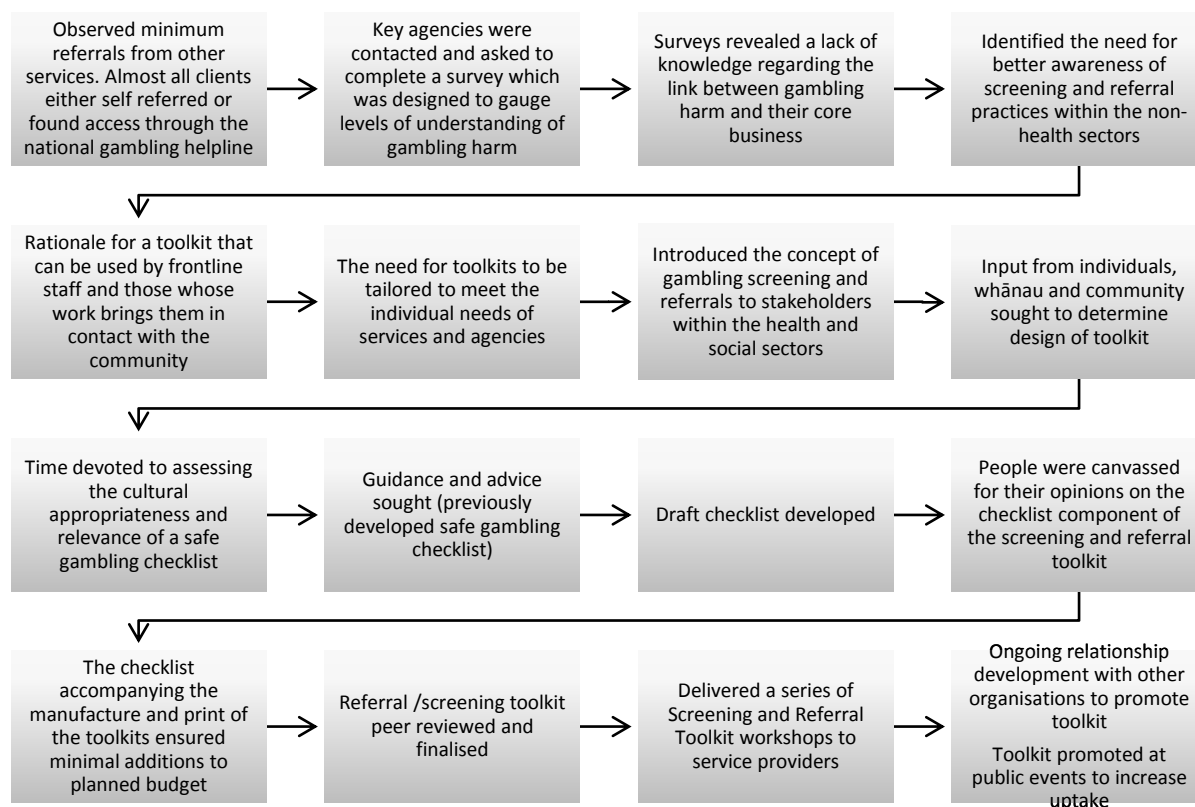 Observed minimum
referrals from other
services. Almost all clients
either self referred or
found access through the
national gambling helpline
Key agencies were
contacted and asked to
complete a survey which
was designed to gauge
levels of understanding of
gambling harm
Surveys revealed a lack of
knowledge regarding the
link between gambling
harm and their core
business
Identified the need for
better awareness of
screening and referral
practices within the non-
health sectors
Rationale for a toolkit that
can be used by frontline
staff and those whose
work brings them in
contact with the
community
The need for toolkits to be
tailored to meet the
individual needs of
services and agencies
Introduced the concept of
gambling screening and
referrals to stakeholders
within the health and
social sectors
Input from individuals,
whānau and community
sought to determine
design of toolkit
Time devoted to assessing
the cultural
appropriateness and
relevance of a safe
gambling checklist
Guidance and advice
sought (previously
developed safe gambling
checklist)
Draft checklist developed
People were canvassed
for their opinions on the
checklist component of
the screening and referral
toolkit
The checklist
accompanying the
manufacture and print of
the toolkits ensured
minimal additions to
planned budget
Referral /screening toolkit
peer reviewed and
finalised
Delivered a series of
Screening and Referral
Toolkit workshops to
service providers
Ongoing relationship
development with other
organisations to promote
toolkit
Toolkit promoted at
public events to increase
uptake